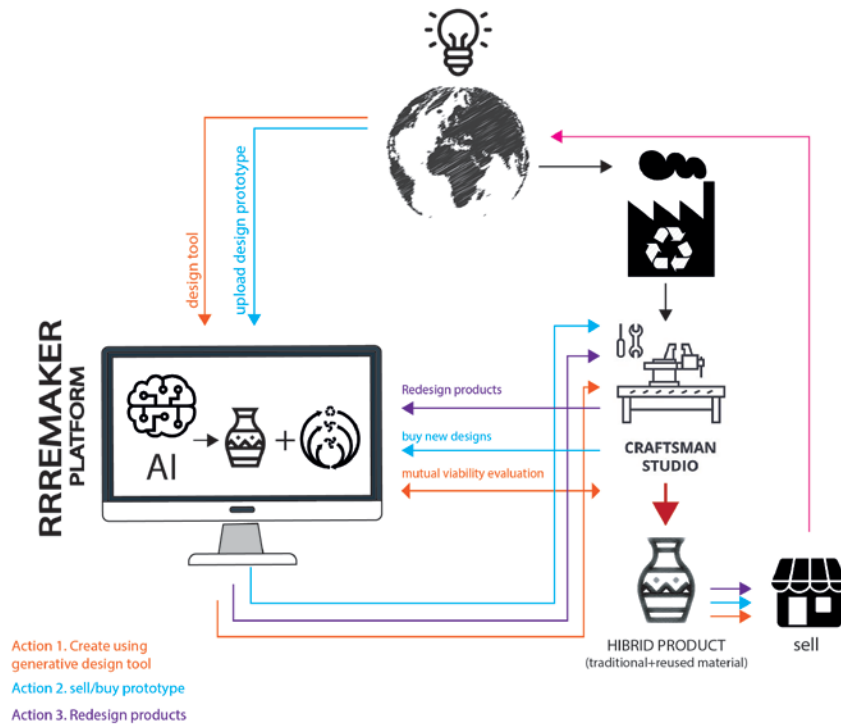 design tool
upload design prototype
RRREMAKER
PLATFORM
AI
Redesign products
buy new designs
mutual viability evaluation
CRAFTSMAN
STUDIO
HIBRID PRODUCT
(traditional+reused material)
sell
Action 1. Create using
generative design tool
Action 2. sell/buy prototype
Action 3. Redesign products